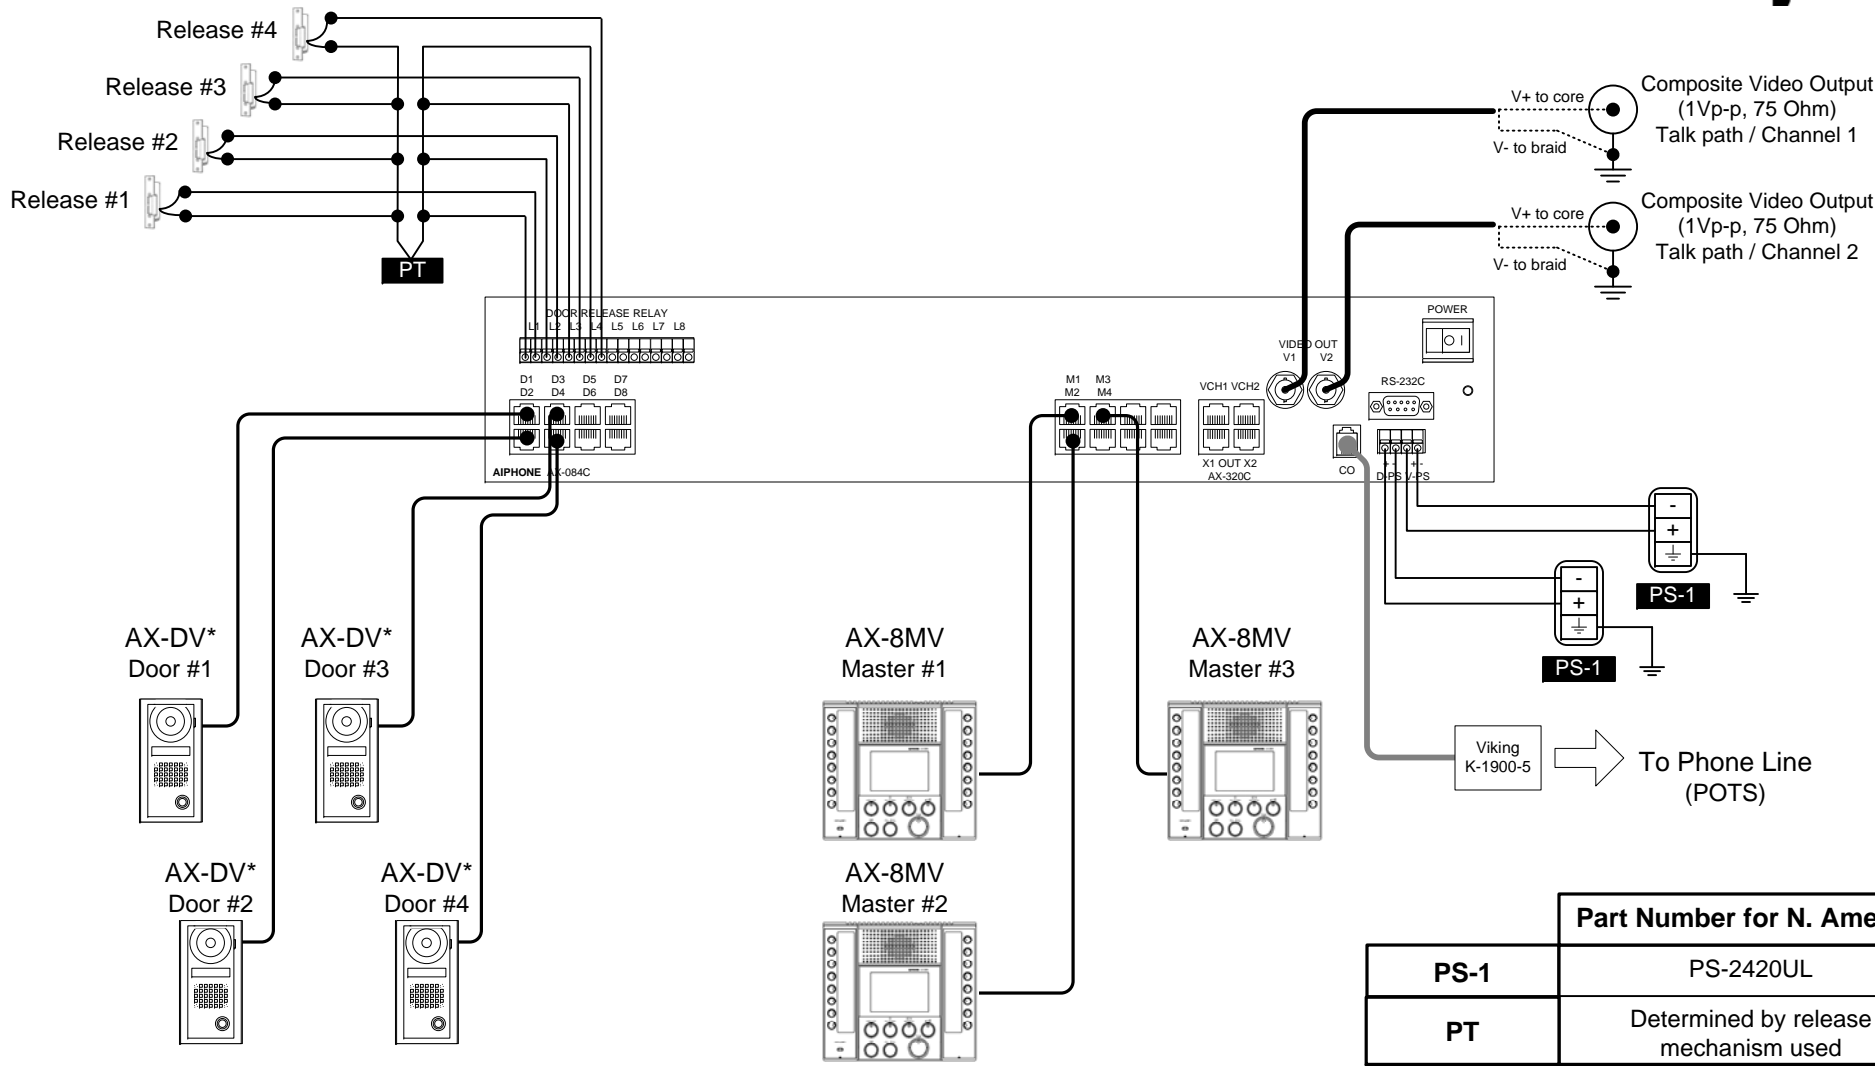 Release #4
Release #3
Release #2
Release #1
PT
Composite Video Output
(1Vp-p, 75 Ohm)
Talk path / Channel 1
V+ to core
V- to braid
Composite Video Output
(1Vp-p, 75 Ohm)
Talk path / Channel 2
V+ to core
V- to braid
DOOR RELEASE RELAY
L1 L2 L3 L4 L5 L6 L7 L8
D1 D3 D5 D7
D2 D4 D6 D8
AIPHONE AX-084C
M1 M3
M2 M4
VCH1 VCH2
X1 OUT X2
AX-320C
VIDEO OUT
V1 V2
POWER
RS-232C
CO
+ - + -
D-PS V-PS
-
+
PS-1
-
+
PS-1
AX-DV*
Door #1
AX-DV*
Door #3
AX-8MV
Master #1
AX-8MV
Master #3
Viking
K-1900-5
To Phone Line
(POTS)
AX-DV*
Door #2
AX-DV*
Door #4
AX-8MV
Master #2
Part Number for N. Ame
PS-1 PS-2420UL
PT Determined by release
mechanism used